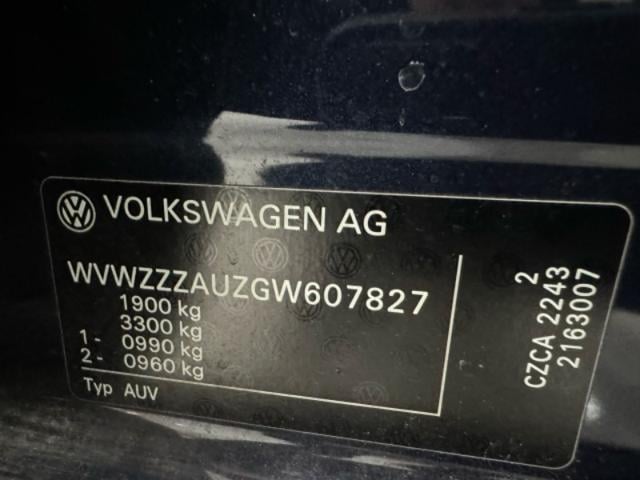 VOLKSWAGEN AG
WVWZZZAUZGW607827
1900 kg
3300 kg
1 - 0990 kg
2 - 0960 kg
Typ AUV
2
CZCA 2243
2163007